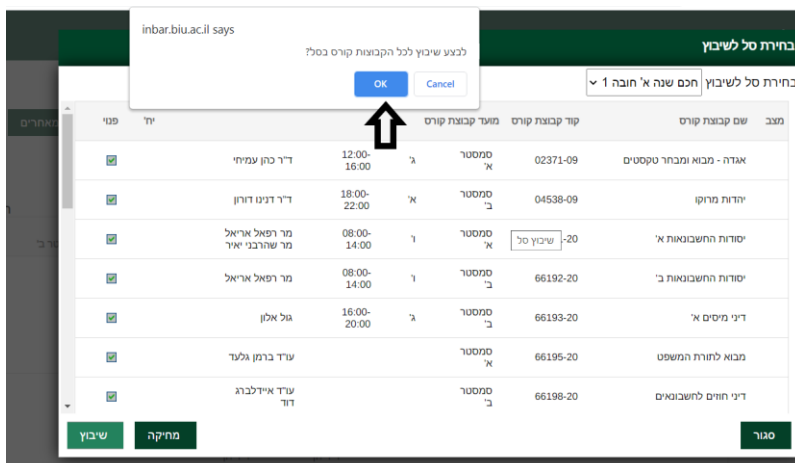 inbar.biu.ac.il says
לבצע שיבוץ לכל הקבוצות קורס בסל?
OK
Cancel
בחירת סל לשיבוץ
בחירת סל לשיבוץ חכם שנה א' חובה 1
מצב שם קבוצת קורס קוד קבוצת קורס מועד קבוצת קורס יח' פנוי
אגדה - מבוא ומבחר טקסטים 02371-09 סמסטר א' ג' 12:00-16:00 ד"ר כהן עמיחי
יהדות מרוקו 04538-09 סמסטר ב' א' 18:00-22:00 ד"ר דנינו דורון
יסודות החשבונאות א' -20 שיבוץ סל סמסטר א' ו' 08:00-14:00 מר רפאל אריאל
מר שהרבני יאיר
יסודות החשבונאות ב' 66192-20 סמסטר ב' ו' 08:00-14:00 מר רפאל אריאל
דיני מיסים א' 66193-20 סמסטר ב' ג' 16:00-20:00 גול אלון
מבוא לתורת המשפט 66195-20 סמסטר א' עו"ד ברמן גלעד
דיני חוזים לחשבונאים 66198-20 סמסטר ב' עו"ד איידלברג דוד
סגור
מחיקה
שיבוץ
מאחרים